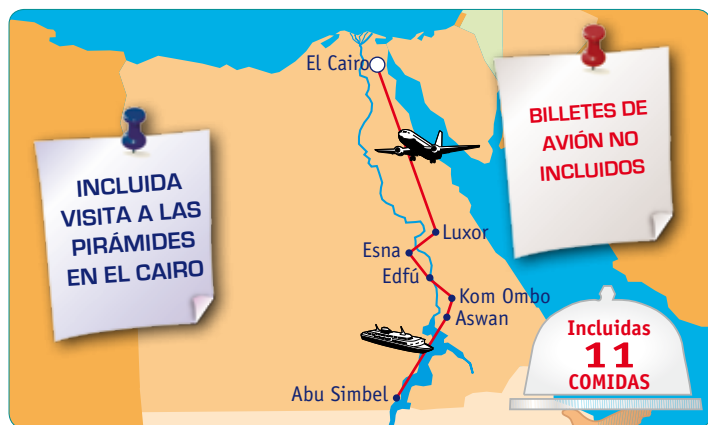 El Cairo
BILLETES DE
AVIÓN NO
INCLUIDOS
INCLUIDA
VISITA A LAS
PIRÁMIDES
EN EL CAIRO
Luxor
Esna
Edfú
Kom Ombo
Aswan
Abu Simbel
Incluidas
11
COMIDAS